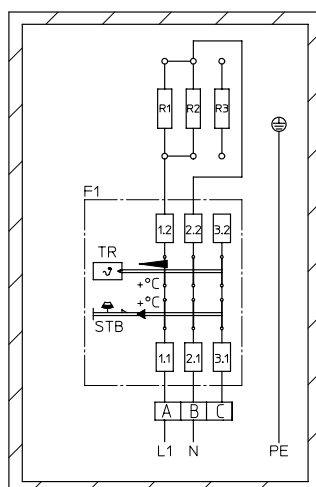 R1 R2 R3
F1
1.2 2.2 3.2
TR
ϑ
+°C
+°C
STB
1.1 2.1 3.1
A B C
L1 N PE